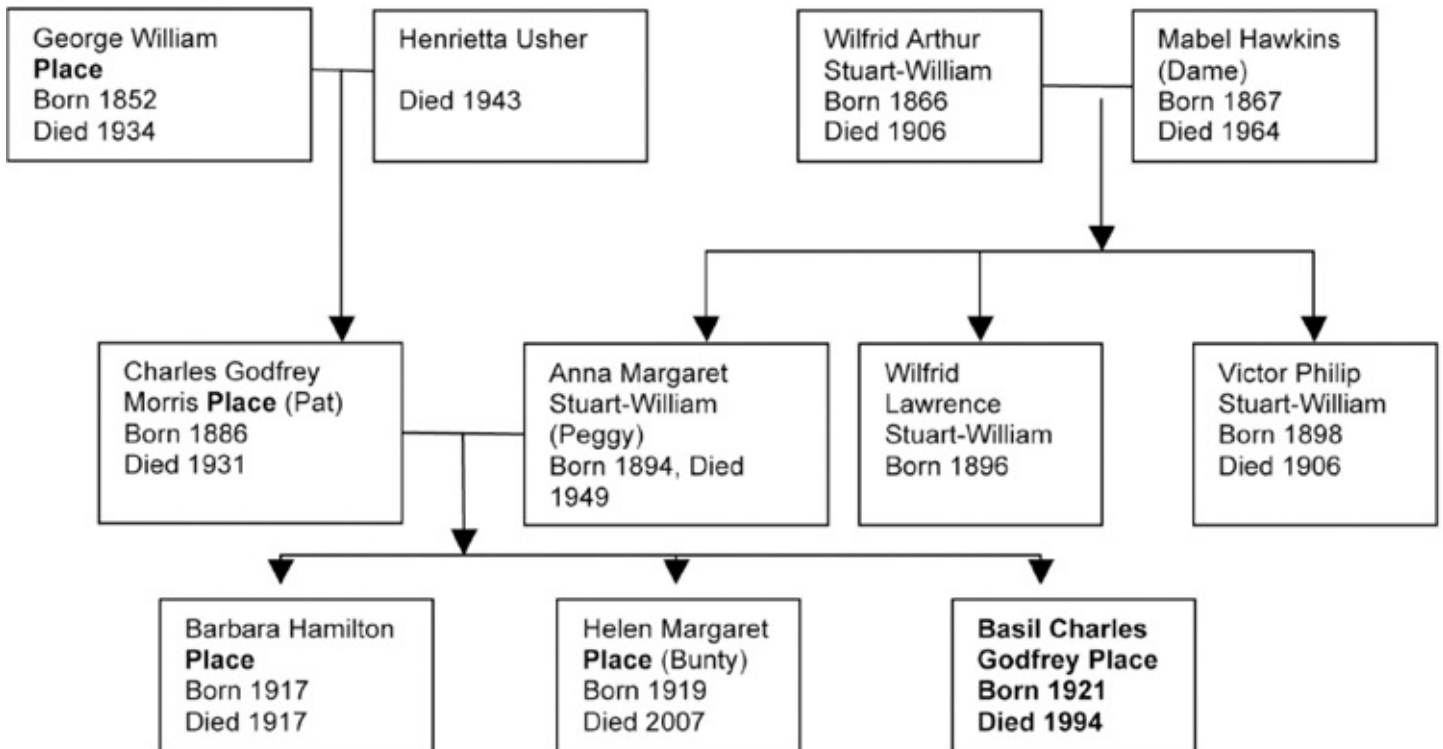 George William
Place
Born 1852
Died 1934
Henrietta Usher
Died 1943
Wilfrid Arthur
Stuart-William
Born 1866
Died 1906
Mabel Hawkins
(Dame)
Born 1867
Died 1964
Charles Godfrey
Morris Place (Pat)
Born 1886
Died 1931
Anna Margaret
Stuart-William
(Peggy)
Born 1894, Died
1949
Wilfrid
Lawrence
Stuart-William
Born 1896
Victor Philip
Stuart-William
Born 1898
Died 1906
Barbara Hamilton
Place
Born 1917
Died 1917
Helen Margaret
Place (Bunty)
Born 1919
Died 2007
Basil Charles
Godfrey Place
Born 1921
Died 1994